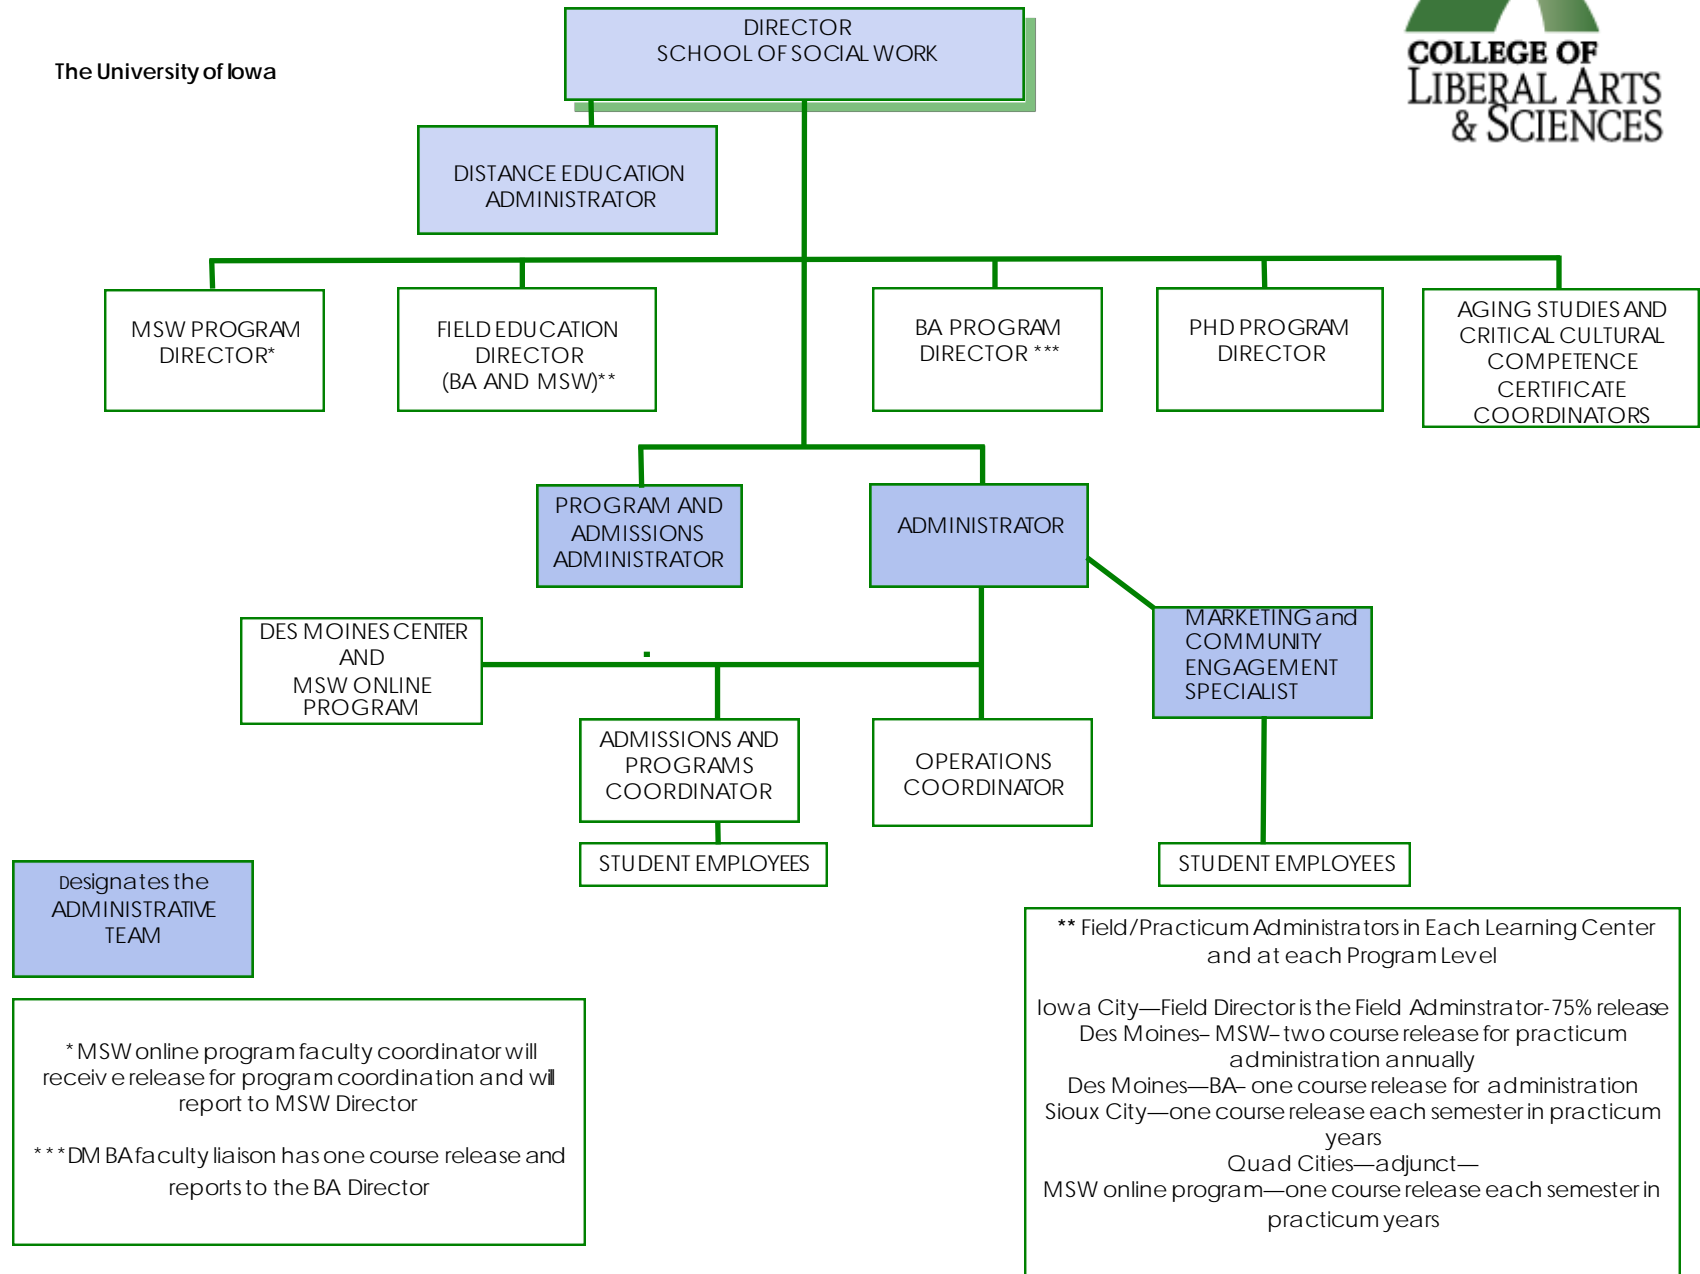 DIRECTOR
SCHOOL OF SOCIAL WORK
The University of Iowa
COLLEGE OF
LIBERAL ARTS
& SCIENCES
DISTANCE EDUCATION
ADMINISTRATOR
MSW PROGRAM
DIRECTOR*
FIELD EDUCATION
DIRECTOR
(BA AND MSW)**
BA PROGRAM
DIRECTOR ***
PHD PROGRAM
DIRECTOR
AGING STUDIES AND
CRITICAL CULTURAL
COMPETENCE
CERTIFICATE
COORDINATORS
PROGRAM AND
ADMISSIONS
ADMINISTRATOR
ADMINISTRATOR
MARKETING and
COMMUNITY
ENGAGEMENT
SPECIALIST
DES MOINES CENTER
AND
MSW ONLINE
PROGRAM
ADMISSIONS AND
PROGRAMS
COORDINATOR
OPERATIONS
COORDINATOR
STUDENT EMPLOYEES
STUDENT EMPLOYEES
Designates the
ADMINISTRATIVE
TEAM
*MSW online program faculty coordinator will
receive release for program coordination and will
report to MSW Director
***DM BA faculty liaison has one course release and
reports to the BA Director
** Field/Practicum Administrators in Each Learning Center
and at each Program Level
Iowa City—Field Director is the Field Adminstrator-75% release
Des Moines– MSW– two course release for practicum
administration annually
Des Moines—BA– one course release for administration
Sioux City—one course release each semester in practicum
years
Quad Cities—adjunct—
MSW online program—one course release each semester in
practicum years